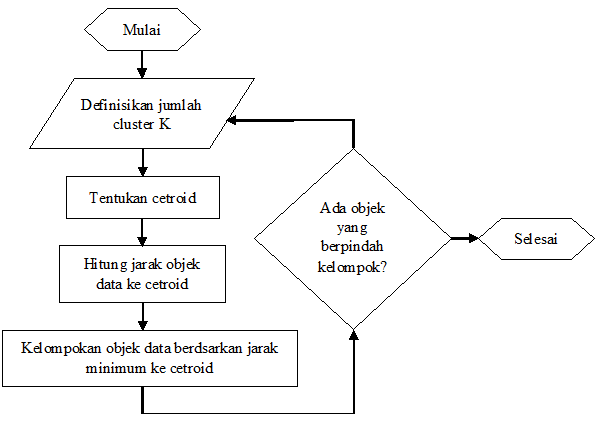 Mulai
Definisikan jumlah
cluster K
Tentukan cetroid
Hitung jarak objek
data ke cetroid
Kelompokan objek data berdsarkan jarak
minimum ke cetroid
Ada objek
yang
berpindah
kelompok?
Selesai